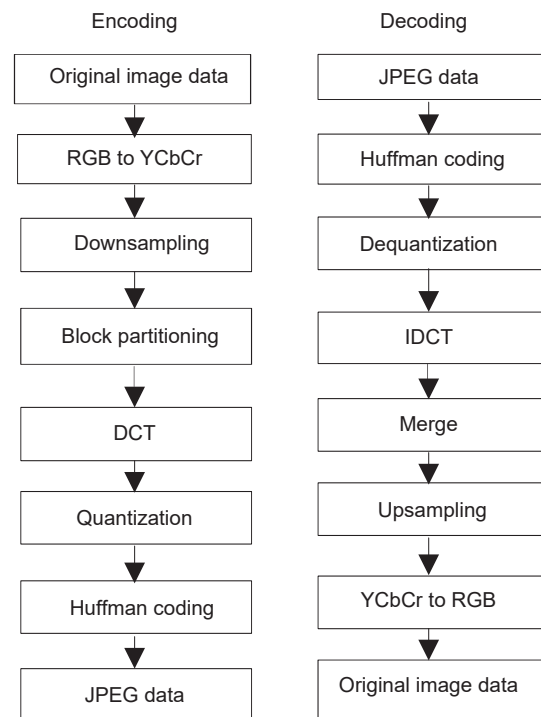 Encoding
Original image data
RGB to YCbCr
Downsampling
Block partitioning
DCT
Quantization
Huffman coding
JPEG data
Decoding
JPEG data
Huffman coding
Dequantization
IDCT
Merge
Upsampling
YCbCr to RGB
Original image data